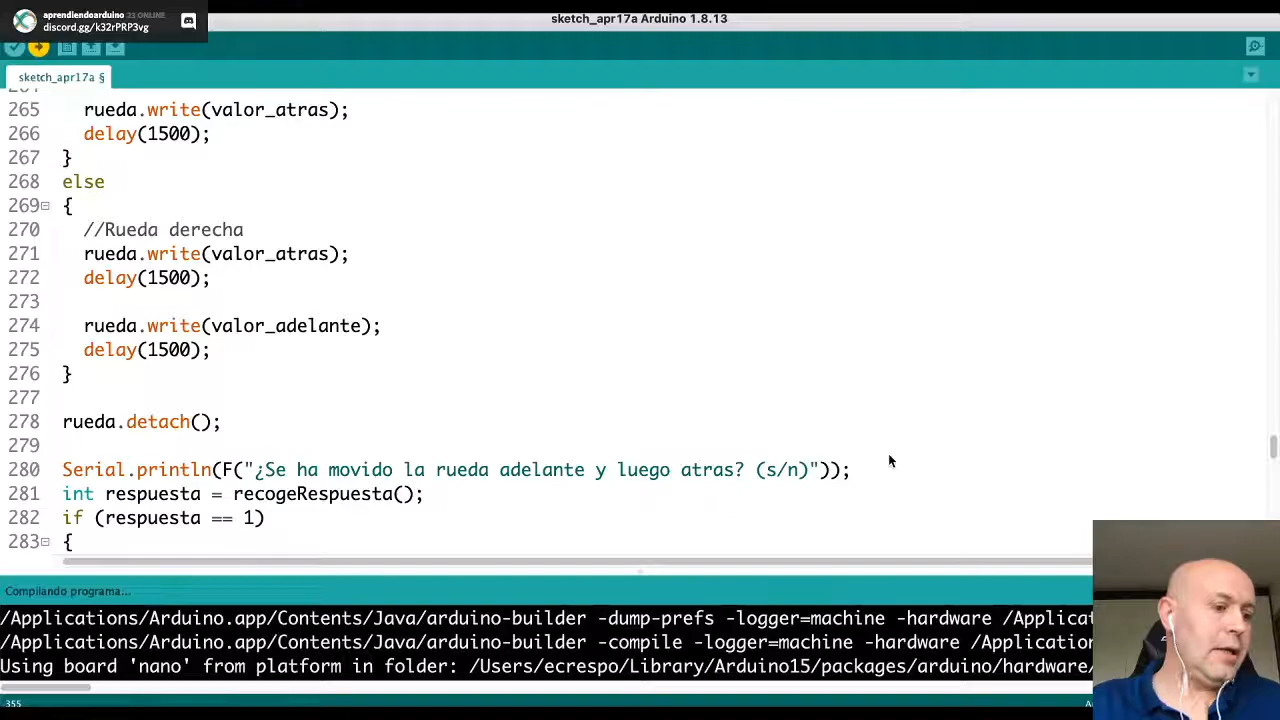 aprendiendoarduino 23 ONLINE
discord.gg/k32rPRP3vg
sketch_apr17a Arduino 1.8.13
sketch_apr17a §
265 rueda.write(valor_atras);
266 delay(1500);
267 }
268 else
269 {
270 //Rueda derecha
271 rueda.write(valor_atras);
272 delay(1500);
273
274 rueda.write(valor_adelante);
275 delay(1500);
276 }
277
278 rueda.detach();
279
280 Serial.println(F("¿Se ha movido la rueda adelante y luego atras? (s/n)"));
281 int respuesta = recogeRespuesta();
282 if (respuesta == 1)
283 {
Compilando programa...
/Applications/Arduino.app/Contents/Java/arduino-builder -dump-prefs -logger=machine -hardware /Applicat
/Applications/Arduino.app/Contents/Java/arduino-builder -compile -logger=machine -hardware /Application
Using board 'nano' from platform in folder: /Users/ecrespo/Library/Arduino15/packages/arduino/hardware/
355